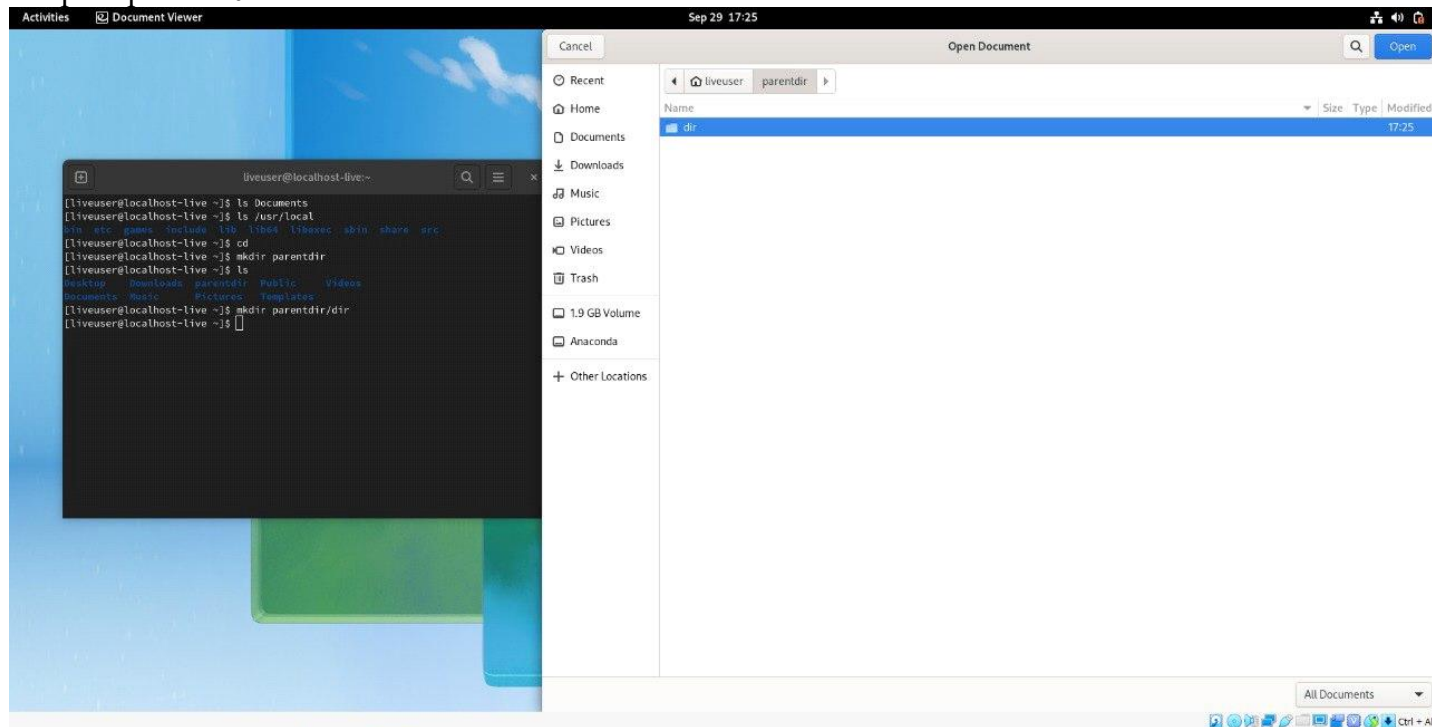 Activities Document Viewer Sep 29 17:25
Cancel Open Document Open
Recent
Home
Documents
Downloads
Music
Pictures
Videos
Trash
1.9 GB Volume
Anaconda
+ Other Locations
liveuser parentdir
Name Size Type Modified
dir 17:25
All Documents
liveuser@localhost-live:~
[liveuser@localhost-live ~]$ ls Documents
[liveuser@localhost-live ~]$ ls /usr/local
bin etc games include lib lib64 libexec sbin share src
[liveuser@localhost-live ~]$ cd
[liveuser@localhost-live ~]$ mkdir parentdir
[liveuser@localhost-live ~]$ ls
Desktop Downloads parentdir Public Videos
Documents Music Pictures Templates
[liveuser@localhost-live ~]$ mkdir parentdir/dir
[liveuser@localhost-live ~]$
Ctrl + A